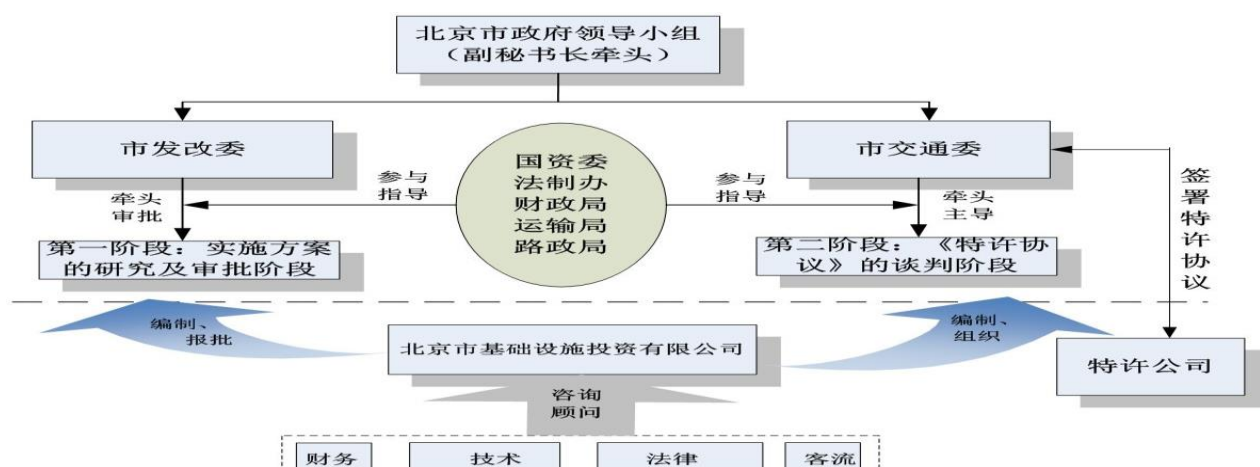 北京市政府领导小组
（副秘书长牵头）
市发改委
市交通委
国资委
法制办
财政局
运输局
路政局
参与
指导
参与
指导
牵头
审批
牵头
主导
签署特许协议
第一阶段：实施方案
的研究及审批阶段
第二阶段：《特许协
议》的谈判阶段
编制、
报批
编制、
组织
北京市基础设施投资有限公司
特许公司
咨询
顾问
财务
技术
法律
客流